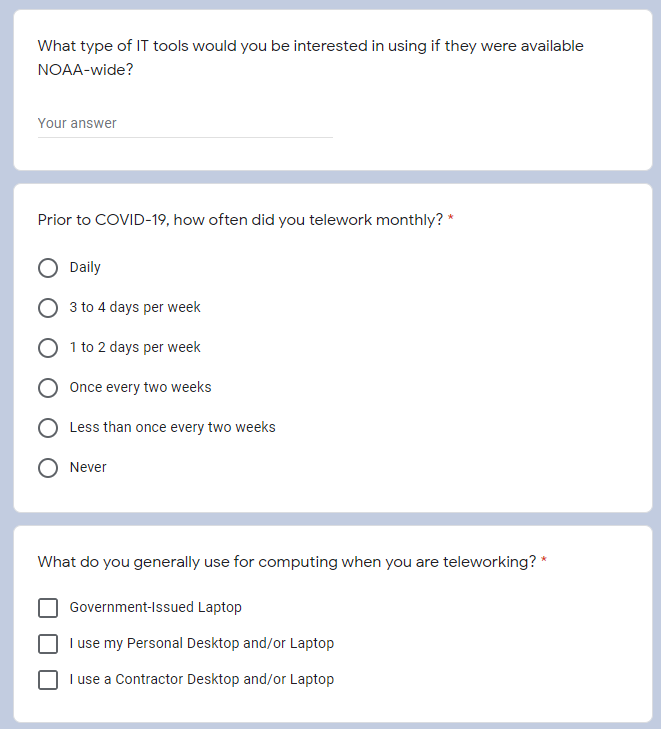 What type of IT tools would you be interested in using if they were available
NOAA-wide?
Your answer
Prior to COVID-19, how often did you telework monthly? *
Daily
3 to 4 days per week
1 to 2 days per week
Once every two weeks
Less than once every two weeks
Never
What do you generally use for computing when you are teleworking? *
Government-Issued Laptop
I use my Personal Desktop and/or Laptop
I use a Contractor Desktop and/or Laptop